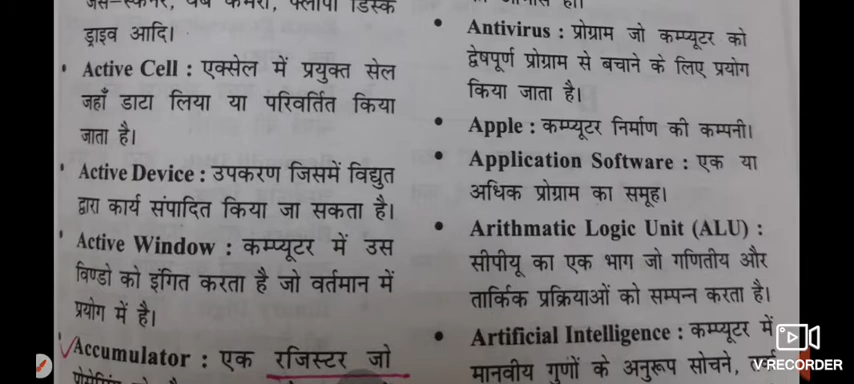 जैसे–स्कैनर, वेब कैमरा, फ्लॉपी डिस्क
ड्राइव आदि।
• Active Cell : एक्सेल में प्रयुक्त सेल
जहाँ डाटा लिया या परिवर्तित किया
जाता है।
• Active Device : उपकरण जिसमें विद्युत
द्वारा कार्य संपादित किया जा सकता है।
• Active Window : कम्प्यूटर में उस
विण्डो को इंगित करता है जो वर्तमान में
प्रयोग में है।
Accumulator : एक रजिस्टर जो
• Antivirus : प्रोग्राम जो कम्प्यूटर को
द्वेषपूर्ण प्रोग्राम से बचाने के लिए प्रयोग
किया जाता है।
• Apple : कम्प्यूटर निर्माण की कम्पनी।
• Application Software : एक या
अधिक प्रोग्राम का समूह।
• Arithmatic Logic Unit (ALU) :
सीपीयू का एक भाग जो गणितीय और
तार्किक प्रक्रियाओं को सम्पन्न करता है।
• Artificial Intelligence : कम्प्यूटर में
मानवीय गुणों के अनुरूप सोचने,
V-RECORDER